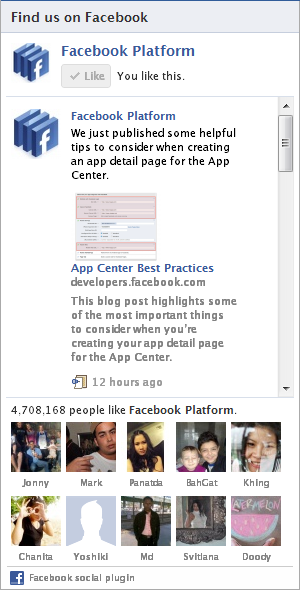 Find us on Facebook
Facebook Platform
Like You like this.
Facebook Platform
We just published some helpful
tips to consider when creating
an app detail page for the App
Center.
App Center Best Practices
developers.facebook.com
This blog post highlights some
of the most important things
to consider when you're
creating your app detail page
for the App Center.
12 hours ago
4,708,168 people like Facebook Platform.
Jonny Mark Panatda BahGat Khing
Chanita Yoshiki Md Svitlana Doody
Facebook social plugin